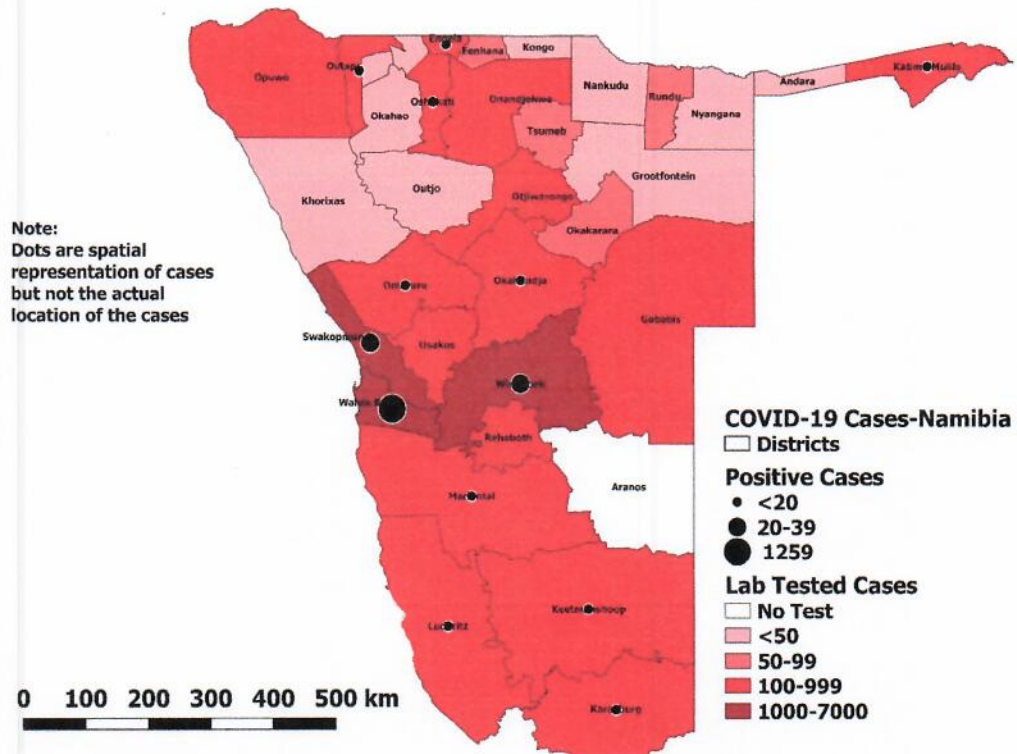 Engela
Kongo
Eenhana
Opuwo
Outapi
Katima Mulilo
Andara
Nankudu
Rundu
Oshakati
Onandjokwe
Okahao
Nyangana
Tsumeb
Grootfontein
Outjo
Otjiwarongo
Khorixas
Okakarara
Note:
Dots are spatial
representation of cases
but not the actual
location of the cases
Omaruru
Okahandja
Gobabis
Swakopmund
Usakos
Windhoek
Walvis B
Rehoboth
Aranos
Mariental
Keetmanshoop
Luderitz
Karasburg
COVID-19 Cases-Namibia
Districts
Positive Cases
<20
20-39
1259
Lab Tested Cases
No Test
<50
50-99
100-999
1000-7000
0 100 200 300 400 500 km